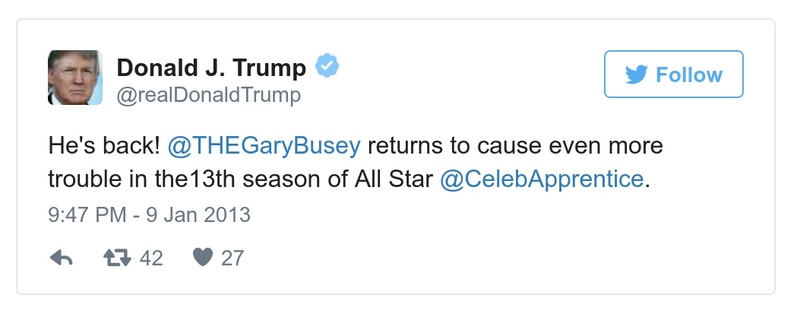 Donald J. Trump
@realDonaldTrump
Follow
He's back! @THEGaryBusey returns to cause even more
trouble in the13th season of All Star @CelebApprentice.
9:47 PM - 9 Jan 2013
42 27